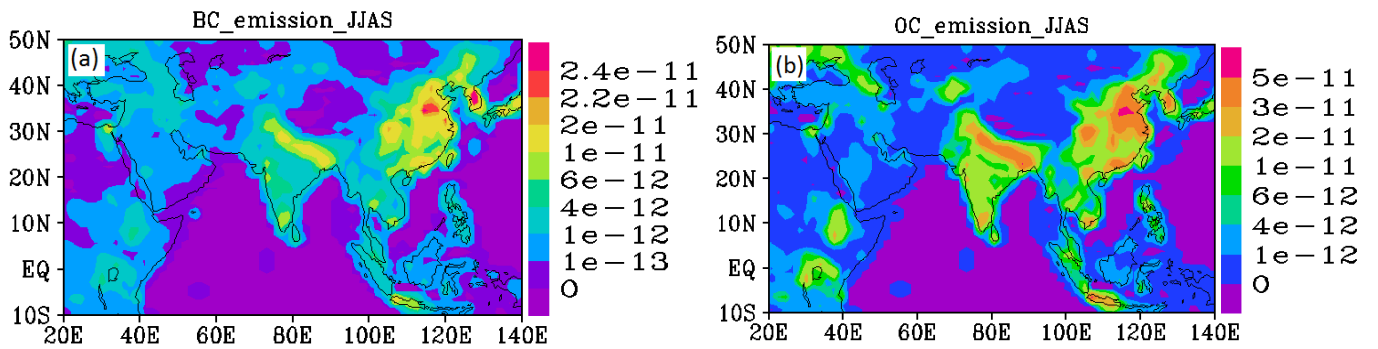 BC_emission_JJAS
(a)
50N
40N
30N
20N
10N
EQ
10S
20E 40E 60E 80E 100E 120E 140E
2.4e-11
2.2e-11
2e-11
1e-11
6e-12
4e-12
1e-12
1e-13
0
OC_emission_JJAS
(b)
50N
40N
30N
20N
10N
EQ
10S
20E 40E 60E 80E 100E 120E 140E
5e-11
3e-11
2e-11
1e-11
6e-12
4e-12
1e-12
0